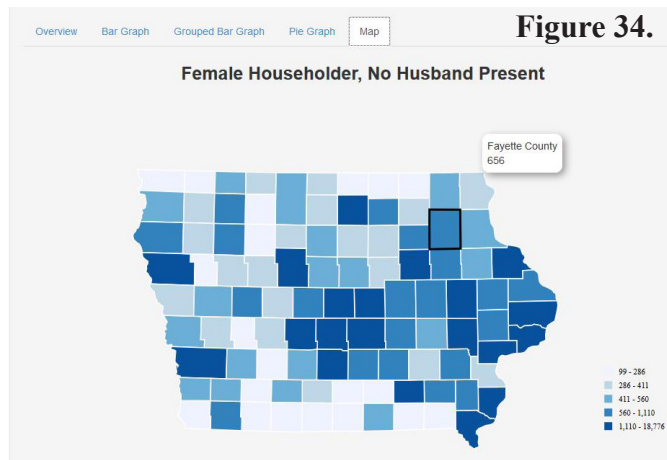 Overview Bar Graph Grouped Bar Graph Pie Graph Map
Figure 34.
Female Householder, No Husband Present
Fayette County
656
99 - 286
286 - 411
411 - 560
560 - 1,110
1,110 - 18,776